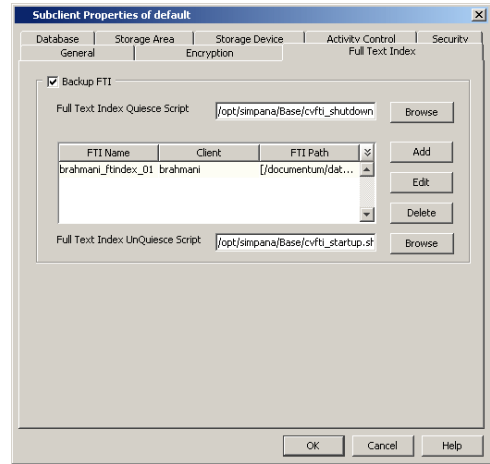 Subclient Properties of default
Database Storage Area Storage Device Activity Control Security
General Encryption Full Text Index
Backup FTI
Full Text Index Quiesce Script /opt/simpana/Base/cvfti_shutdown Browse
FTI Name Client FTI Path Add
brahmani_ftindex_01 brahmani [/documentum/dat...
Edit
Delete
Full Text Index UnQuiesce Script /opt/simpana/Base/cvfti_startup.sh Browse
OK Cancel Help